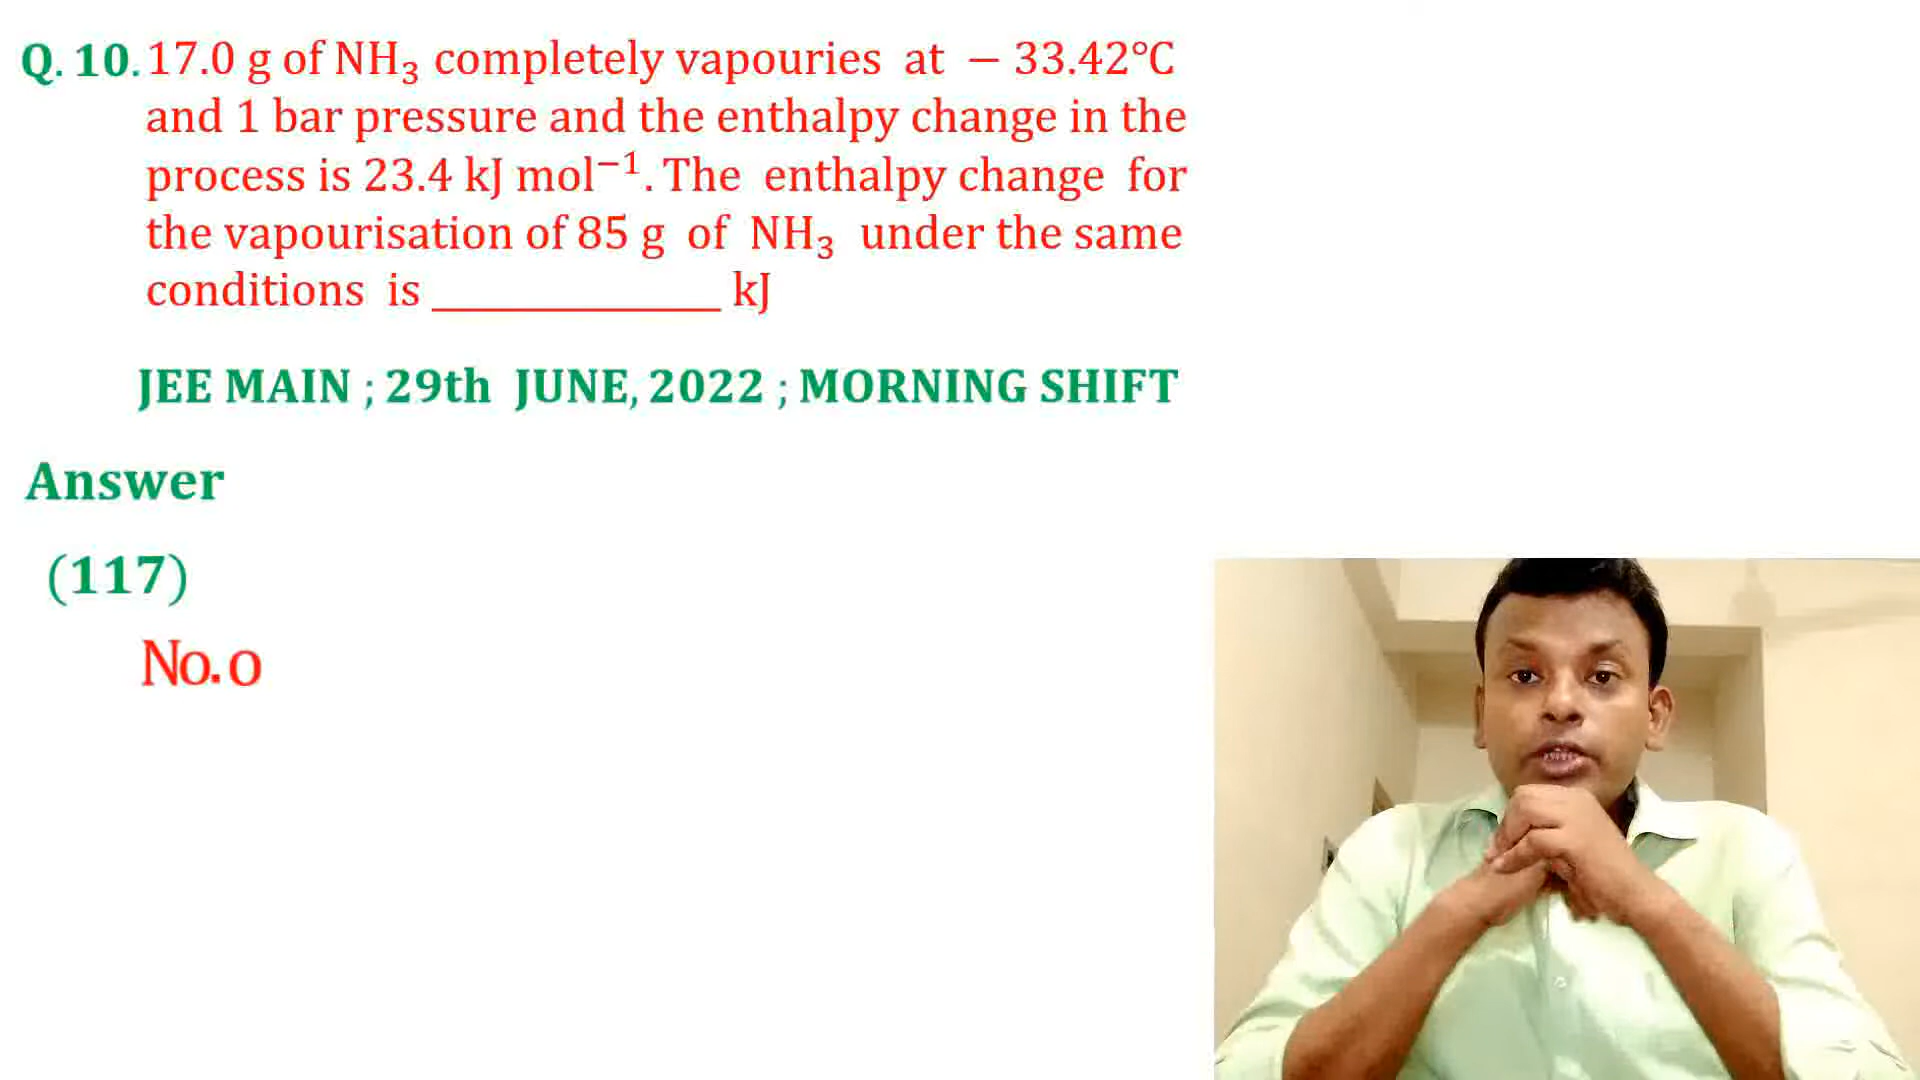 Q. 10. 17.0 g of NH₃ completely vapouries at − 33.42°C
and 1 bar pressure and the enthalpy change in the
process is 23.4 kJ mol⁻¹. The enthalpy change for
the vapourisation of 85 g of NH₃ under the same
conditions is ____________ kJ
JEE MAIN ; 29th JUNE, 2022 ; MORNING SHIFT
Answer
(117)
No. o